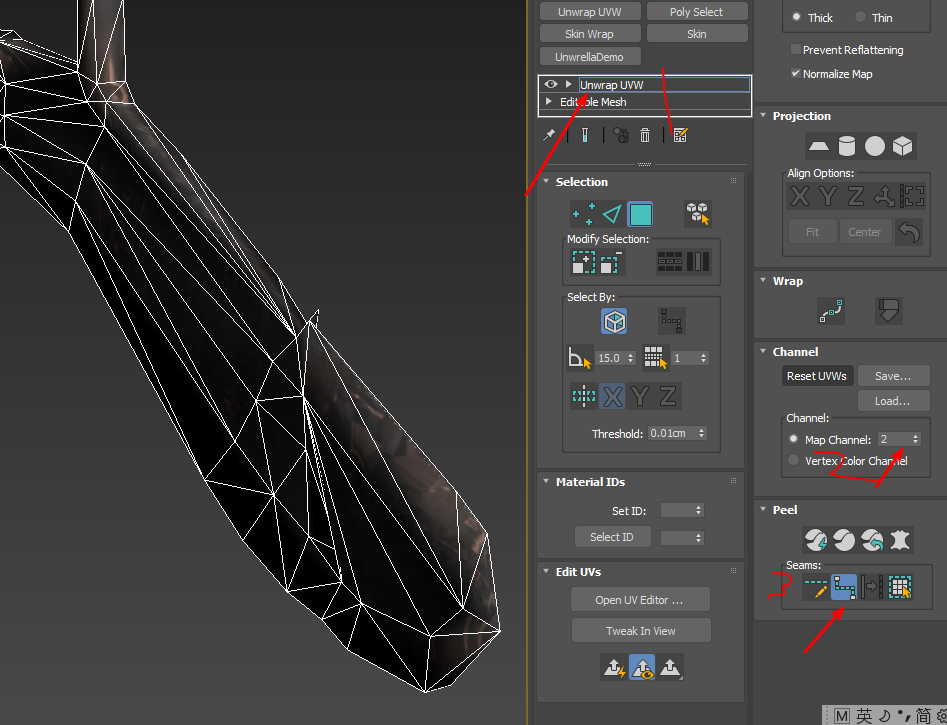 Unwrap UVW
Poly Select
Skin Wrap
Skin
UnwrellaDemo
Unwrap UVW
Editable Mesh
1
Selection
Modify Selection:
Select By:
15.0
1
X Y Z
Threshold: 0.01cm
Material IDs
Set ID:
Select ID
Edit UVs
Open UV Editor ...
Tweak In View
Thick
Thin
Prevent Reflattening
Normalize Map
Projection
Align Options:
X Y Z
Fit
Center
Wrap
Channel
Reset UVWs
Save...
Load...
Channel:
Map Channel: 2
Vertex Color Channel
2
Peel
Seams:
3
M 英 简